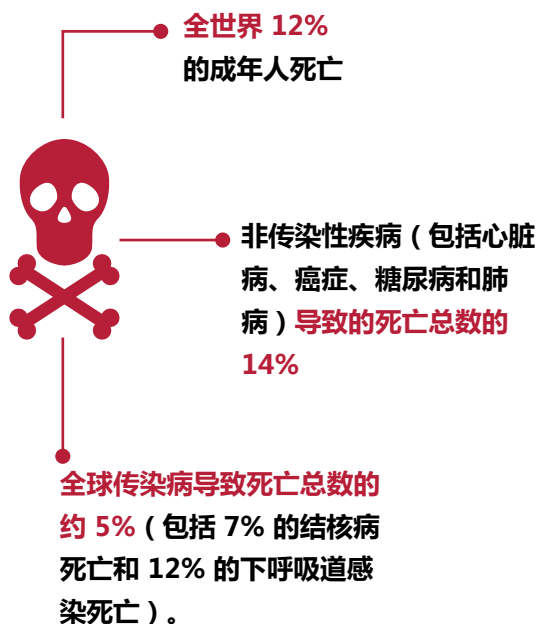 全世界 12%
的成年人死亡
非传染性疾病（包括心脏
病、癌症、糖尿病和肺
病）导致的死亡总数的
14%
全球传染病导致死亡总数的
约 5%（包括 7% 的结核病
死亡和 12% 的下呼吸道感
染死亡）。